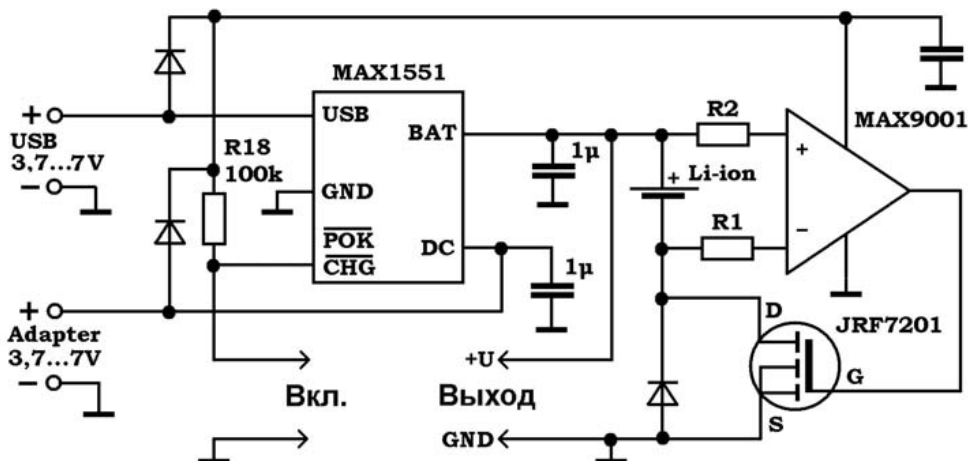 MAX1551
+
USB
3,7...7V
−
R18
100k
USB
GND
POK
CHG
BAT
DC
1µ
1µ
R2
+ Li-ion
R1
+
−
MAX9001
JRF7201
D
G
S
+
Adapter
3,7...7V
−
+U
Вкл.
Выход
GND